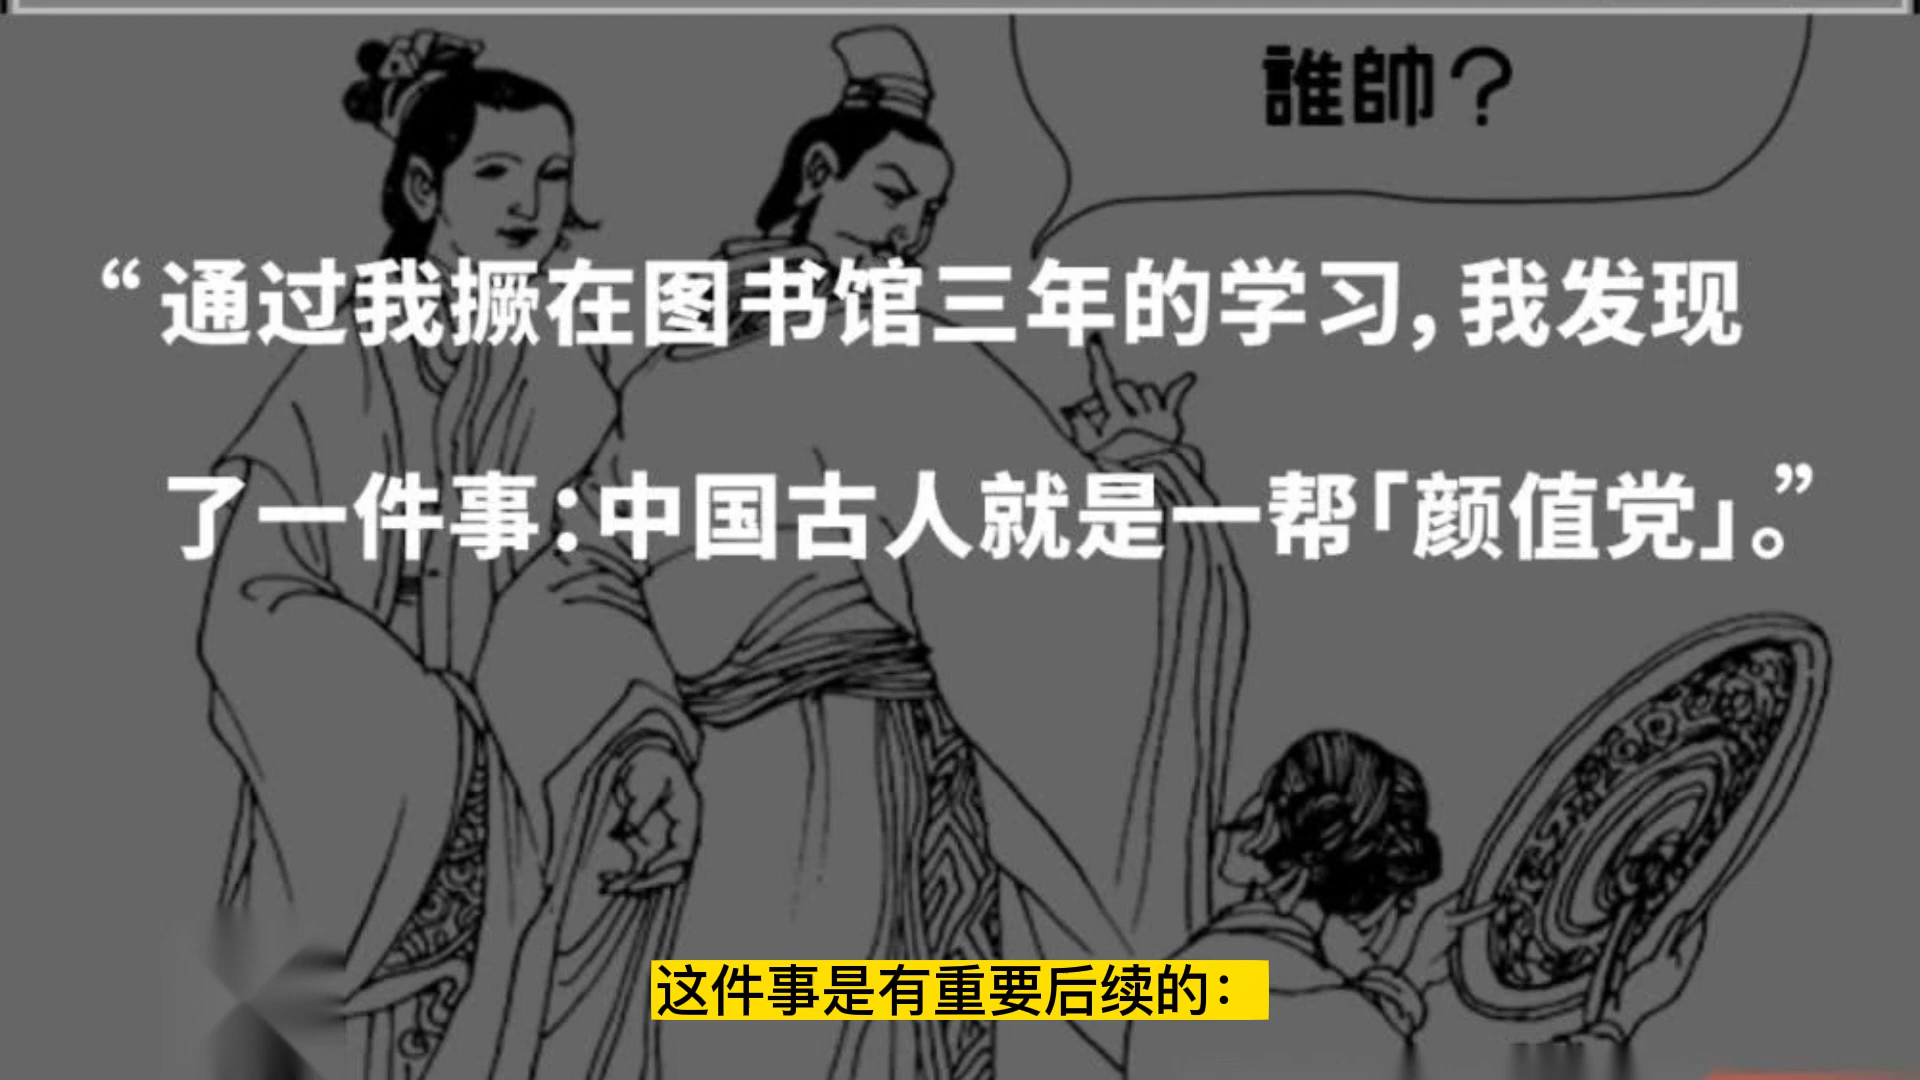 誰帥？
“通过我撅在图书馆三年的学习，我发现
了一件事：中国古人就是一帮「颜值党」。”
这件事是有重要后续的：